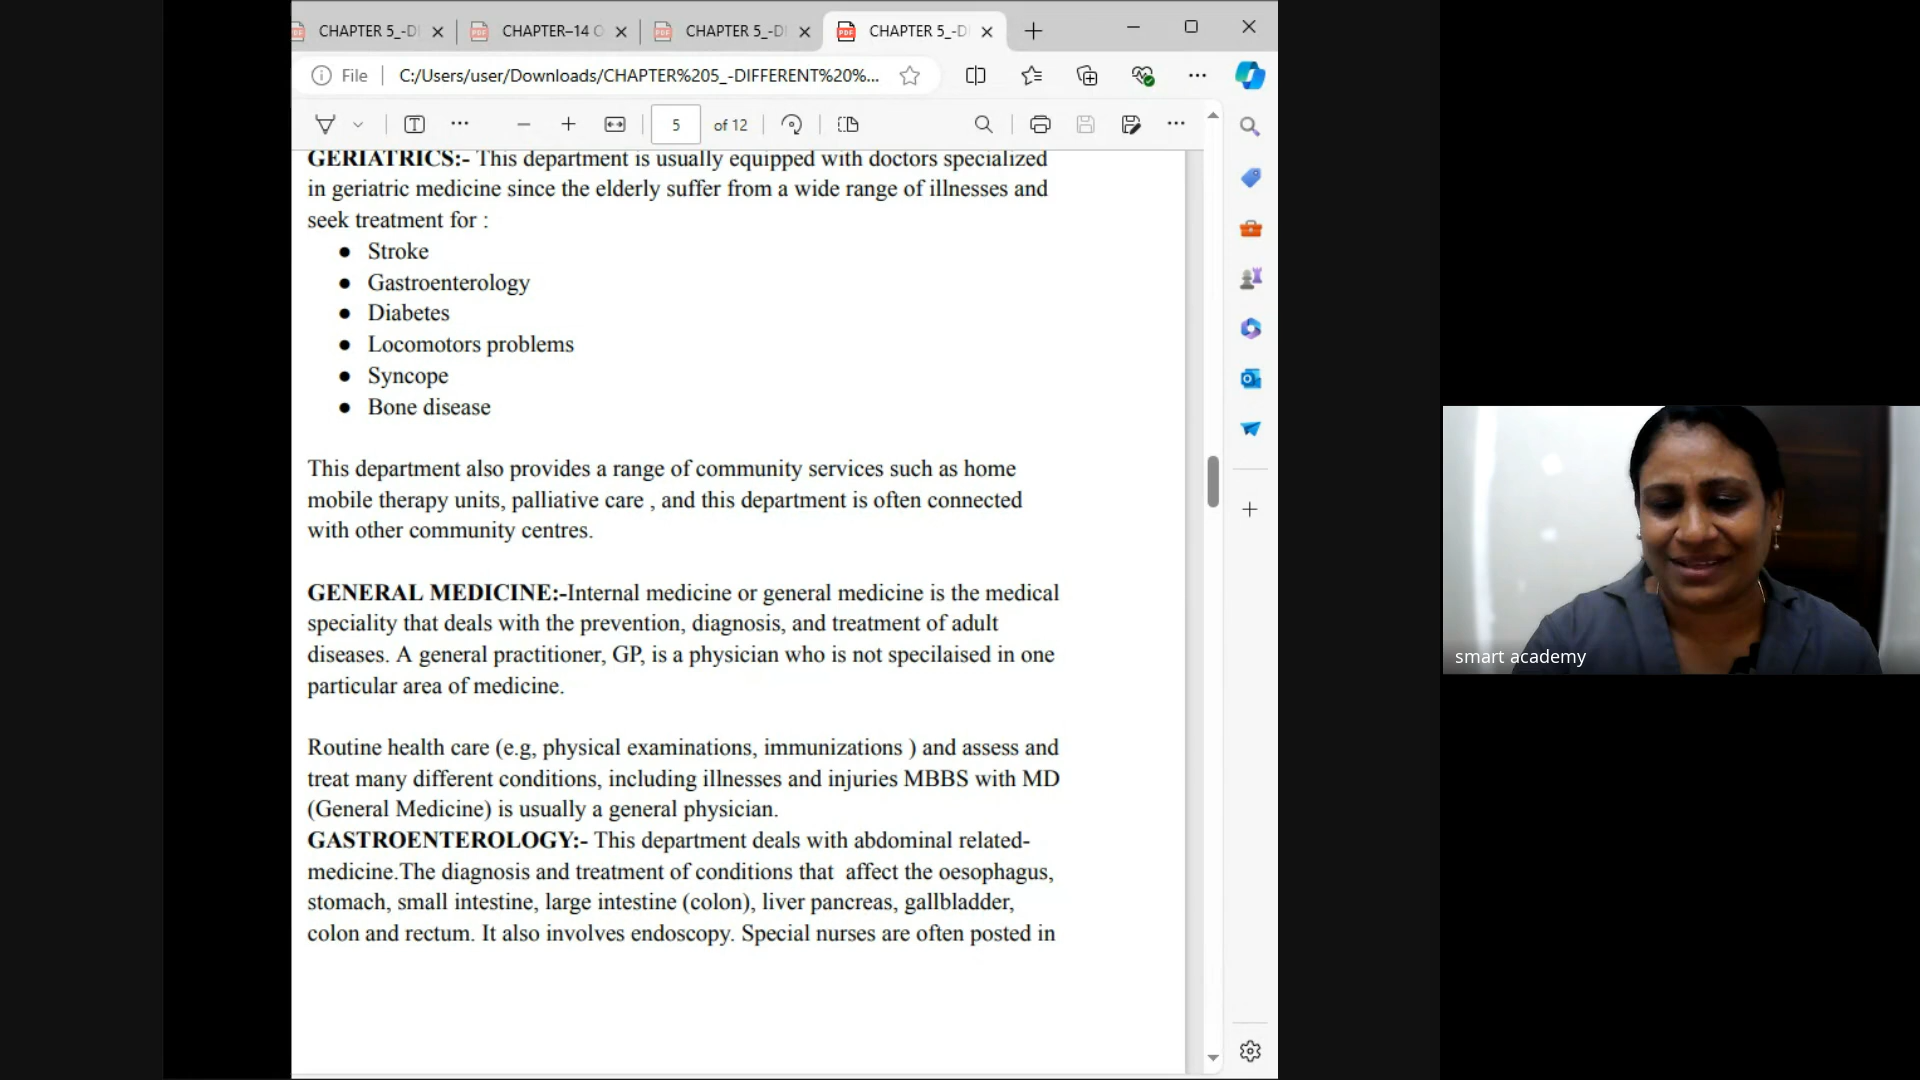 CHAPTER 5_-D
CHAPTER–14 O
CHAPTER 5_-D
CHAPTER 5_-D
File
C:/Users/user/Downloads/CHAPTER%205_-DIFFERENT%20%...
5 of 12
GERIATRICS:- This department is usually equipped with doctors specialized
in geriatric medicine since the elderly suffer from a wide range of illnesses and
seek treatment for :
● Stroke
● Gastroenterology
● Diabetes
● Locomotors problems
● Syncope
● Bone disease
This department also provides a range of community services such as home
mobile therapy units, palliative care , and this department is often connected
with other community centres.
GENERAL MEDICINE:-Internal medicine or general medicine is the medical
speciality that deals with the prevention, diagnosis, and treatment of adult
diseases. A general practitioner, GP, is a physician who is not specilaised in one
particular area of medicine.
Routine health care (e.g, physical examinations, immunizations ) and assess and
treat many different conditions, including illnesses and injuries MBBS with MD
(General Medicine) is usually a general physician.
GASTROENTEROLOGY:- This department deals with abdominal related-
medicine.The diagnosis and treatment of conditions that  affect the oesophagus,
stomach, small intestine, large intestine (colon), liver pancreas, gallbladder,
colon and rectum. It also involves endoscopy. Special nurses are often posted in
smart academy